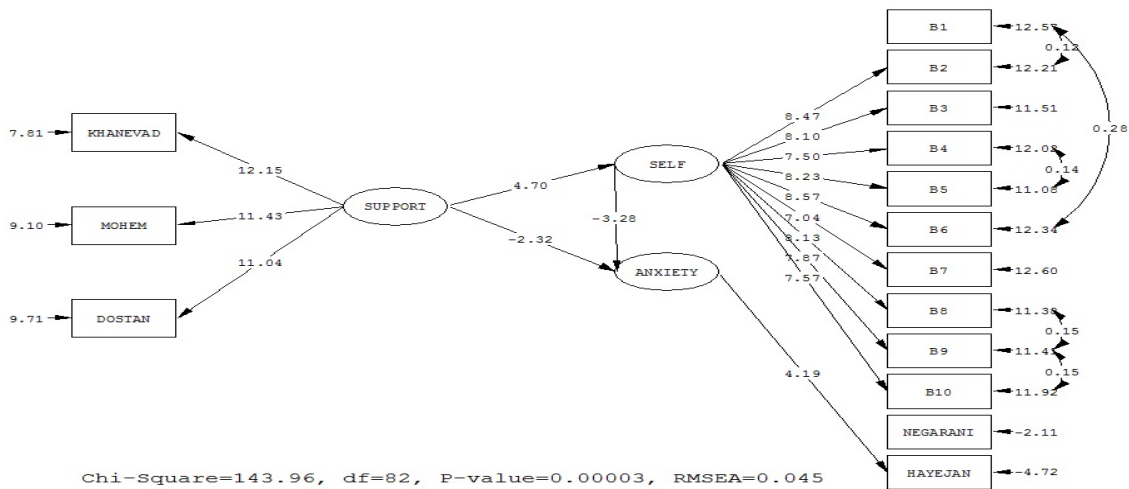 7.81 KHANEVAD
9.10 MOHEM
9.71 DOSTAN
12.15
11.43
11.04
SUPPORT
4.70
-2.32
SELF
-3.28
ANXIETY
8.47
8.10
7.50
8.23
8.57
7.04
8.13
7.87
7.57
4.19
B1 12.57
0.12
B2 12.21
B3 11.51
B4 12.02
0.14
B5 11.08
B6 12.34
0.28
B7 12.60
B8 11.38
0.15
B9
0.15
B10 11.92
NEGARANI -2.11
HAYEJAN -4.72
Chi-Square=143.96, df=82, P-value=0.00003, RMSEA=0.045